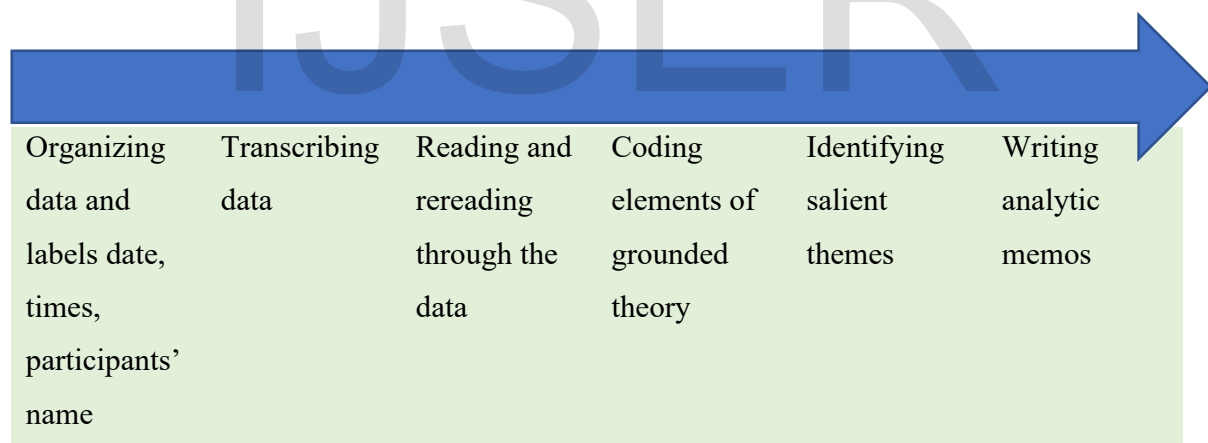 IJSER
Organizing
data and
labels date,
times,
participants’
name
Transcribing
data
Reading and
rereading
through the
data
Coding
elements of
grounded
theory
Identifying
salient
themes
Writing
analytic
memos